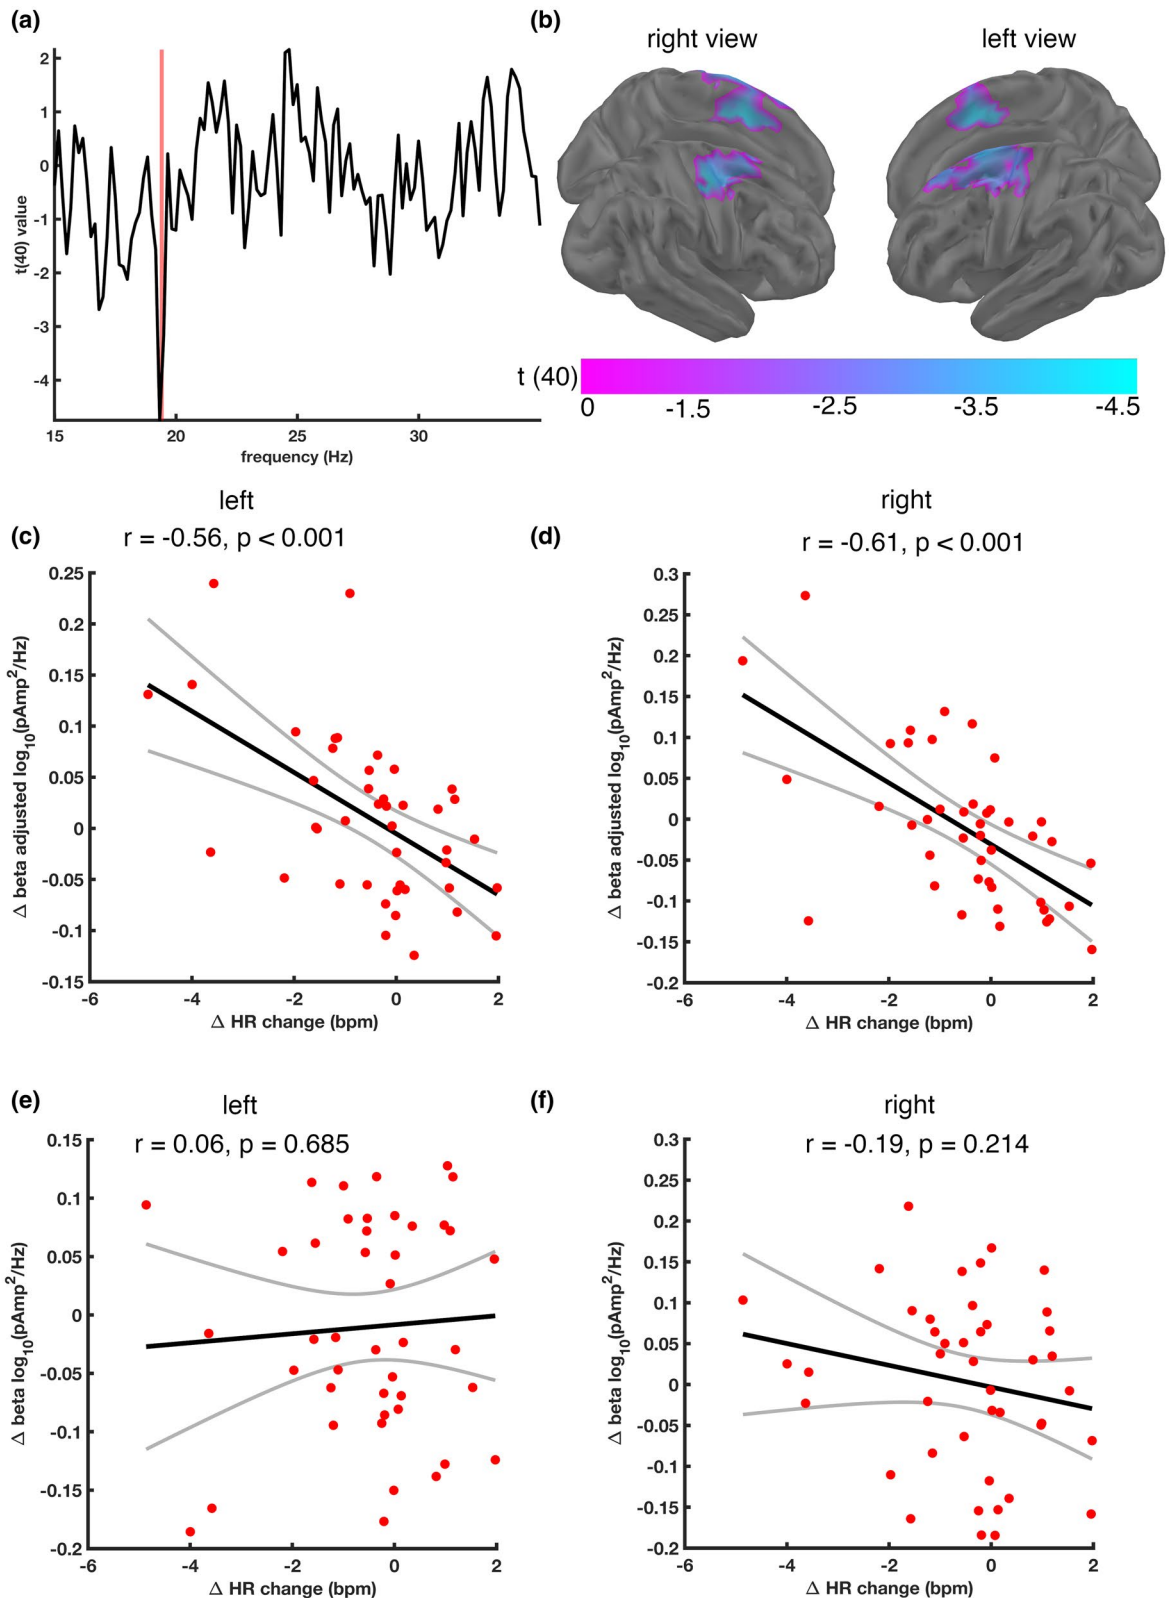 (a)
2
1
0
-1
-2
-3
-4
t(40) value
15
20
25
30
frequency (Hz)
(b)
right view
left view
t (40)
0
-1.5
-2.5
-3.5
-4.5
(c)
left
r = -0.56, p < 0.001
0.25
0.2
0.15
0.1
0.05
0
-0.05
-0.1
-0.15
Δ beta adjusted log10(pAmp2/Hz)
-6
-4
-2
0
2
Δ HR change (bpm)
(d)
right
r = -0.61, p < 0.001
0.3
0.25
0.2
0.15
0.1
0.05
0
-0.05
-0.1
-0.15
-0.2
Δ beta adjusted log10(pAmp2/Hz)
-6
-4
-2
0
2
Δ HR change (bpm)
(e)
left
r = 0.06, p = 0.685
0.15
0.1
0.05
0
-0.05
-0.1
-0.15
-0.2
Δ beta log10(pAmp2/Hz)
-6
-4
-2
0
2
Δ HR change (bpm)
(f)
right
r = -0.19, p = 0.214
0.3
0.25
0.2
0.15
0.1
0.05
0
-0.05
-0.1
-0.15
-0.2
Δ beta log10(pAmp2/Hz)
-6
-4
-2
0
2
Δ HR change (bpm)